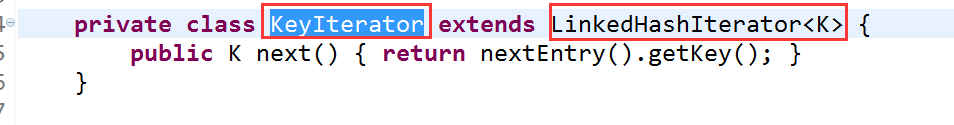 private class KeyIterator extends LinkedHashIterator<K> {
public K next() { return nextEntry().getKey(); }
}